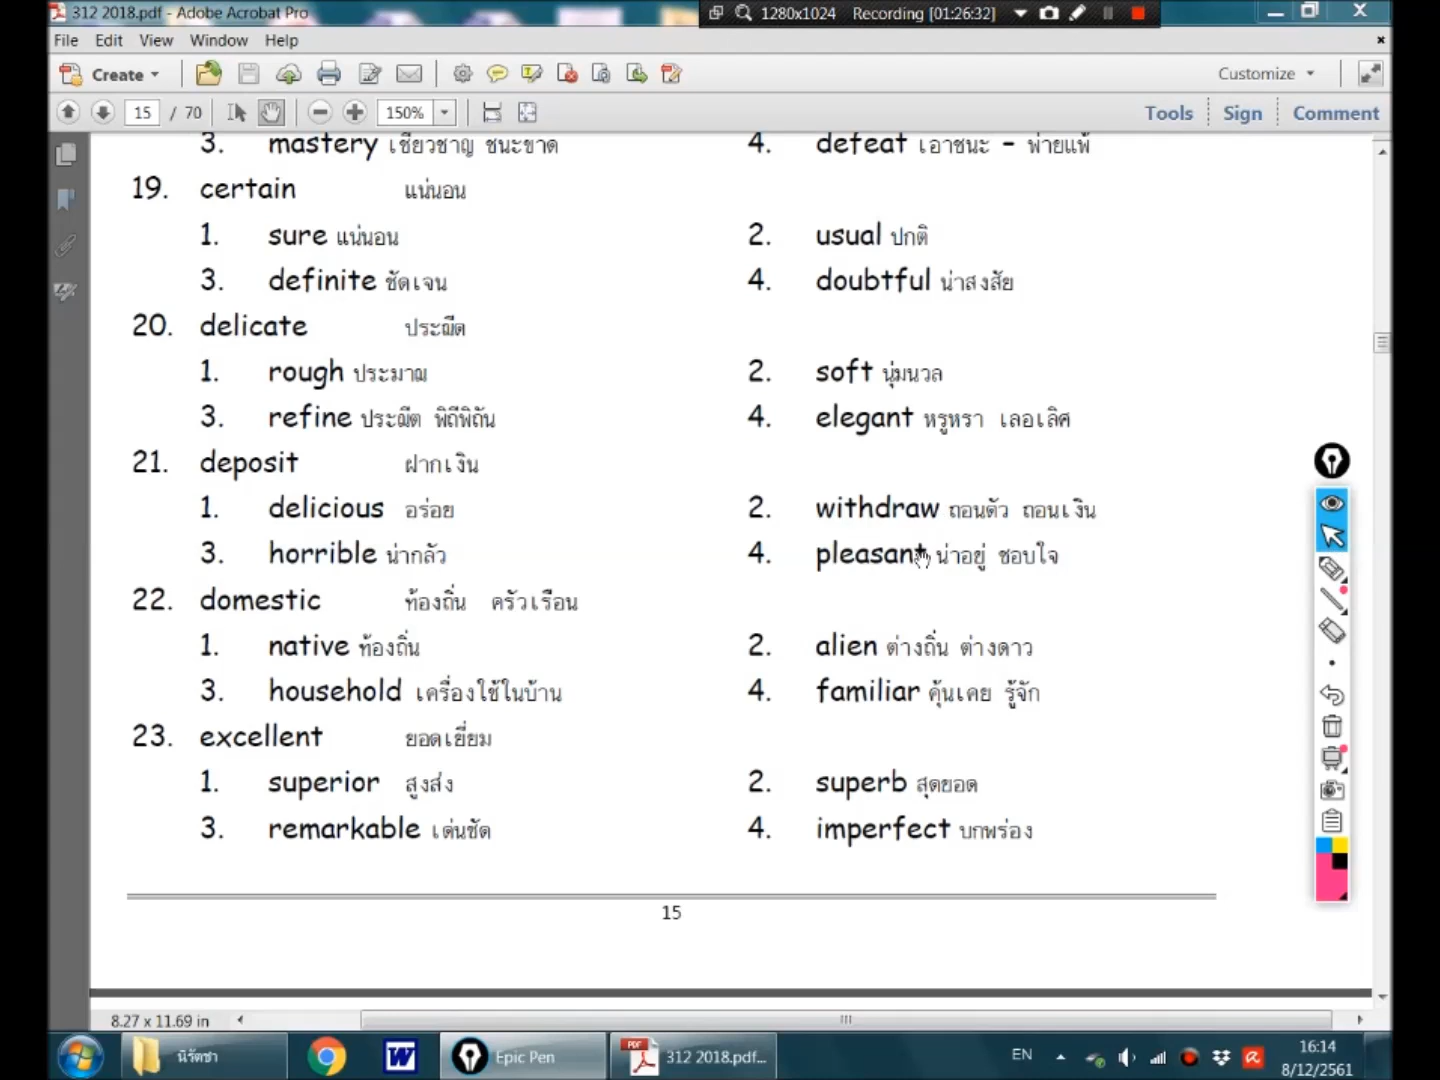 312 2018.pdf - Adobe Acrobat Pro
1280x1024 Recording [01:26:32]
File Edit View Window Help
Create Customize
15 / 70 150% Tools Sign Comment
3. mastery เชี่ยวชาญ ชนะขาด 4. defeat เอาชนะ - พ่ายแพ้
19. certain แน่นอน
1. sure แน่นอน 2. usual ปกติ
3. definite ชัดเจน 4. doubtful น่าสงสัย
20. delicate ประณีต
1. rough ประมาณ 2. soft นุ่มนวล
3. refine ประณีต พิถีพิถัน 4. elegant หรูหรา เลอเลิศ
21. deposit ฝากเงิน
1. delicious อร่อย 2. withdraw ถอนตัว ถอนเงิน
3. horrible น่ากลัว 4. pleasant น่าอยู่ ชอบใจ
22. domestic ท้องถิ่น ครัวเรือน
1. native ท้องถิ่น 2. alien ต่างถิ่น ต่างดาว
3. household เครื่องใช้ในบ้าน 4. familiar คุ้นเคย รู้จัก
23. excellent ยอดเยี่ยม
1. superior สูงส่ง 2. superb สุดยอด
3. remarkable เด่นชัด 4. imperfect บกพร่อง
15
8.27 x 11.69 in
นิรัตชา Epic Pen 312 2018.pdf... EN 16:14
8/12/2561